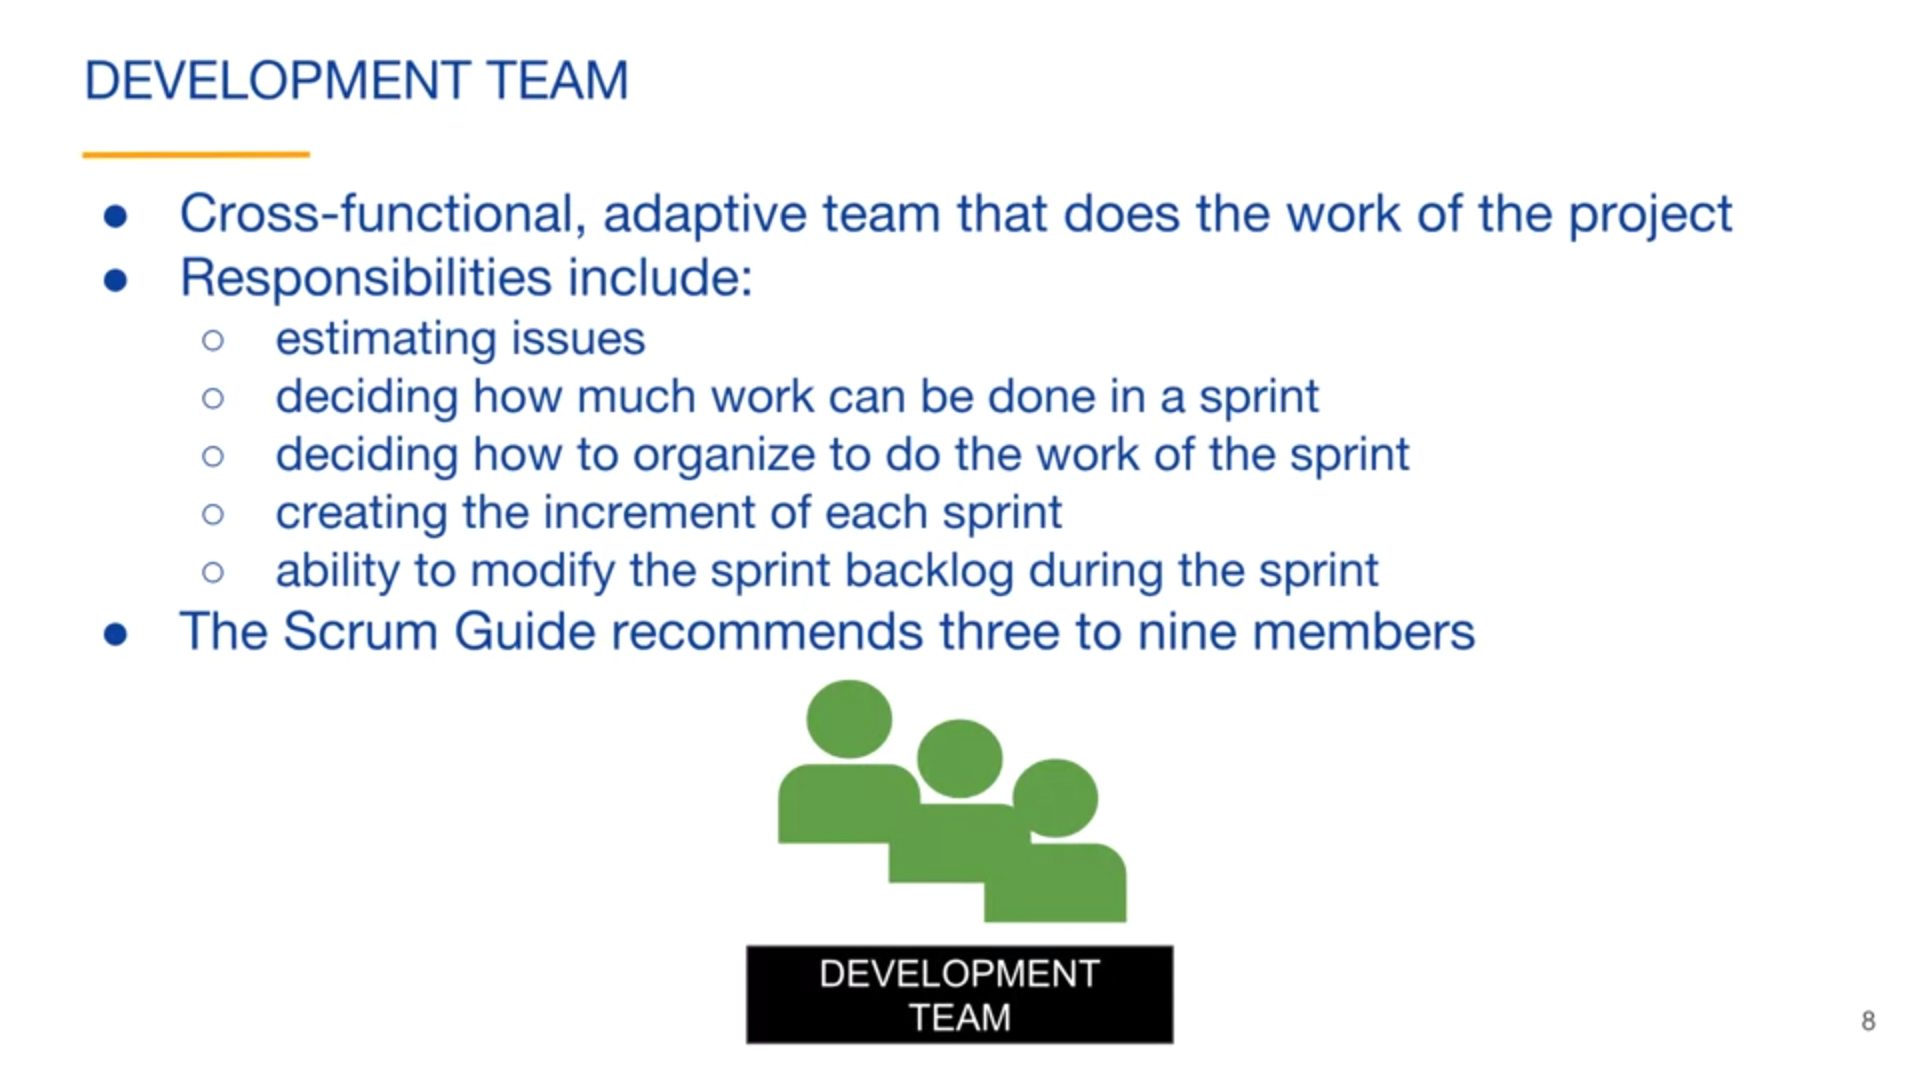 DEVELOPMENT TEAM
● Cross-functional, adaptive team that does the work of the project
● Responsibilities include:
○ estimating issues
○ deciding how much work can be done in a sprint
○ deciding how to organize to do the work of the sprint
○ creating the increment of each sprint
○ ability to modify the sprint backlog during the sprint
● The Scrum Guide recommends three to nine members
DEVELOPMENT
TEAM
8